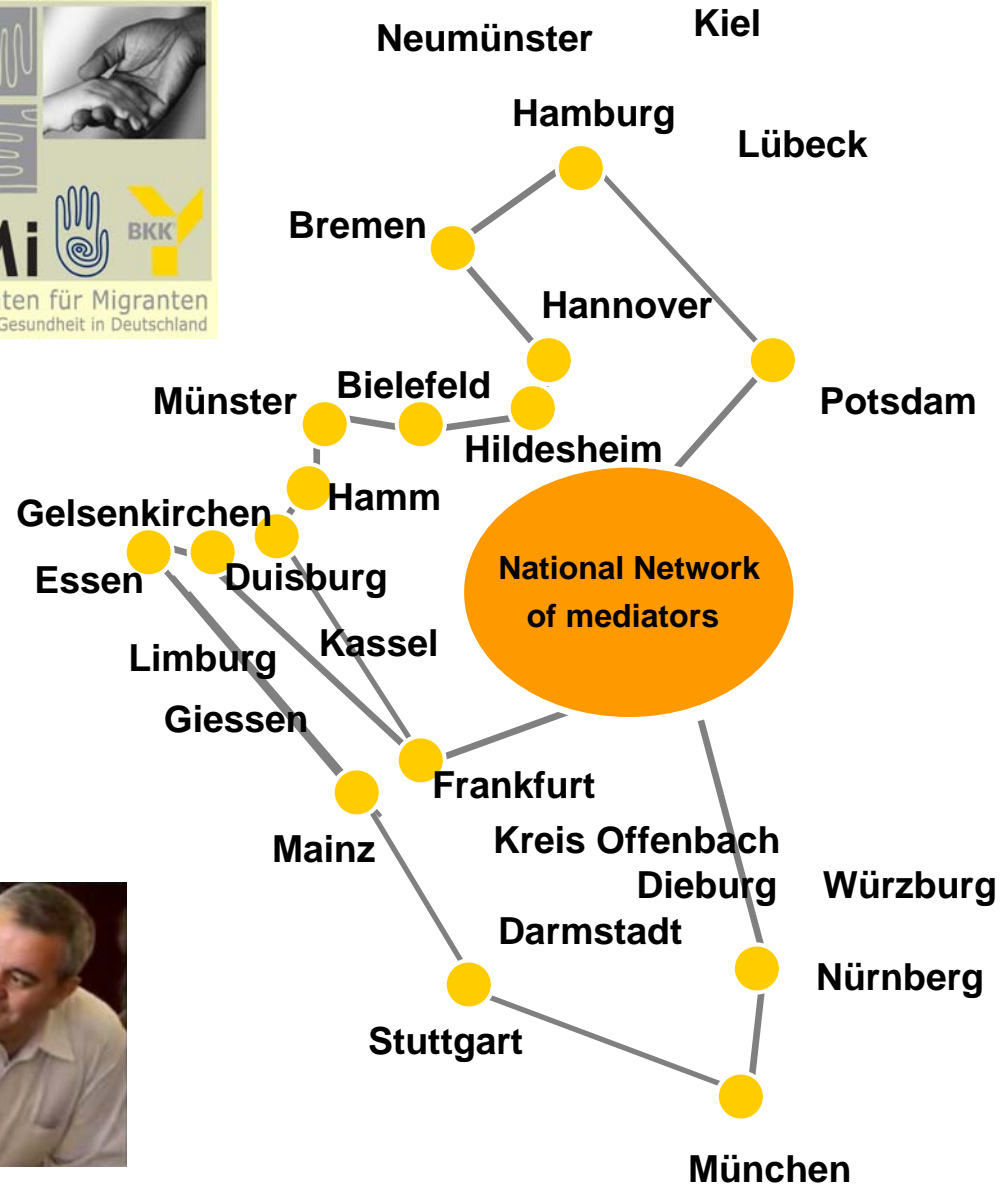 Neumünster
Kiel
Hamburg
Lübeck
Bremen
BKK
für Migranten
Gesundheit in Deutschland
Hannover
Münster
Bielefeld
Potsdam
Hildesheim
Hamm
Gelsenkirchen
Essen
Duisburg
National Network
of mediators
Limburg
Kassel
Giessen
Frankfurt
Mainz
Kreis Offenbach
Dieburg
Würzburg
Darmstadt
Nürnberg
Stuttgart
München